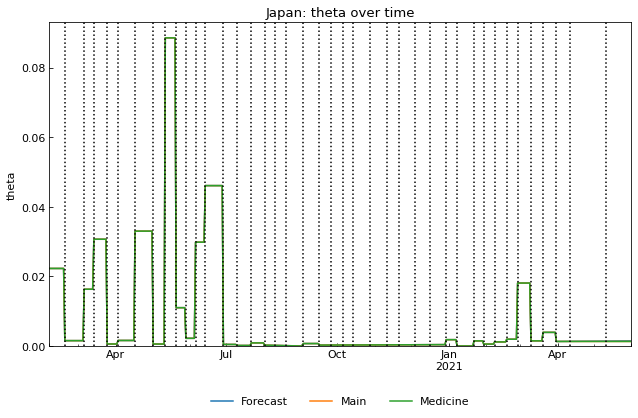 Japan: theta over time
theta
0.08
0.06
0.04
0.02
0.00
Apr Jul Oct Jan Apr
2021
Forecast Main Medicine